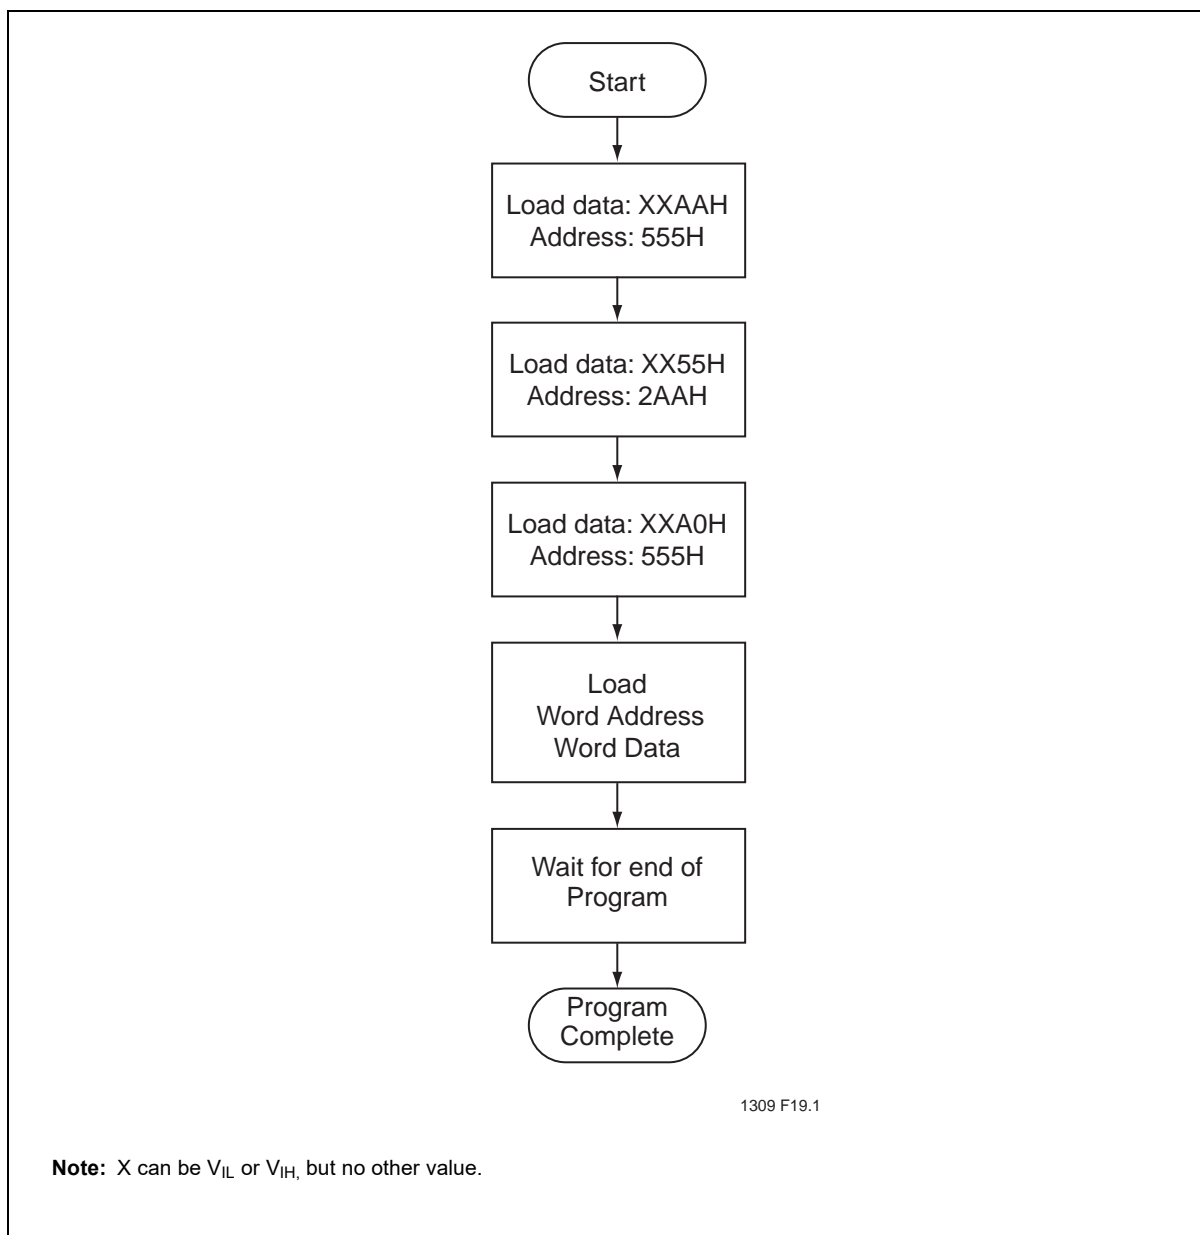 Start
Load data: XXAAH
Address: 555H
Load data: XX55H
Address: 2AAH
Load data: XXA0H
Address: 555H
Load
Word Address
Word Data
Wait for end of
Program
Program
Complete
1309 F19.1
Note: X can be VIL or VIH, but no other value.